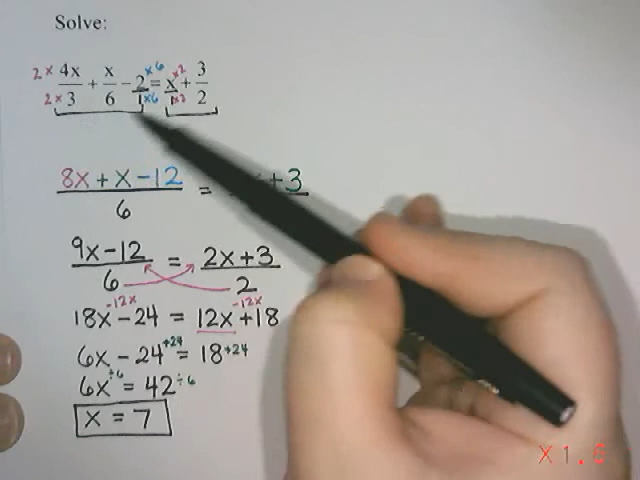 Solve:
2 × 4x/3 2 × + x/6 − 2/1 ×6 ×6 = x/1 ×2 ×2 + 3/2
8x + x − 12/6 = + 3
9x − 12/6 = 2x + 3/2
18x −12x − 24 = 12x −12x + 18
6x − 24 +24 = 18 +24
6x ÷6 = 42 ÷6
x = 7
X 1.6